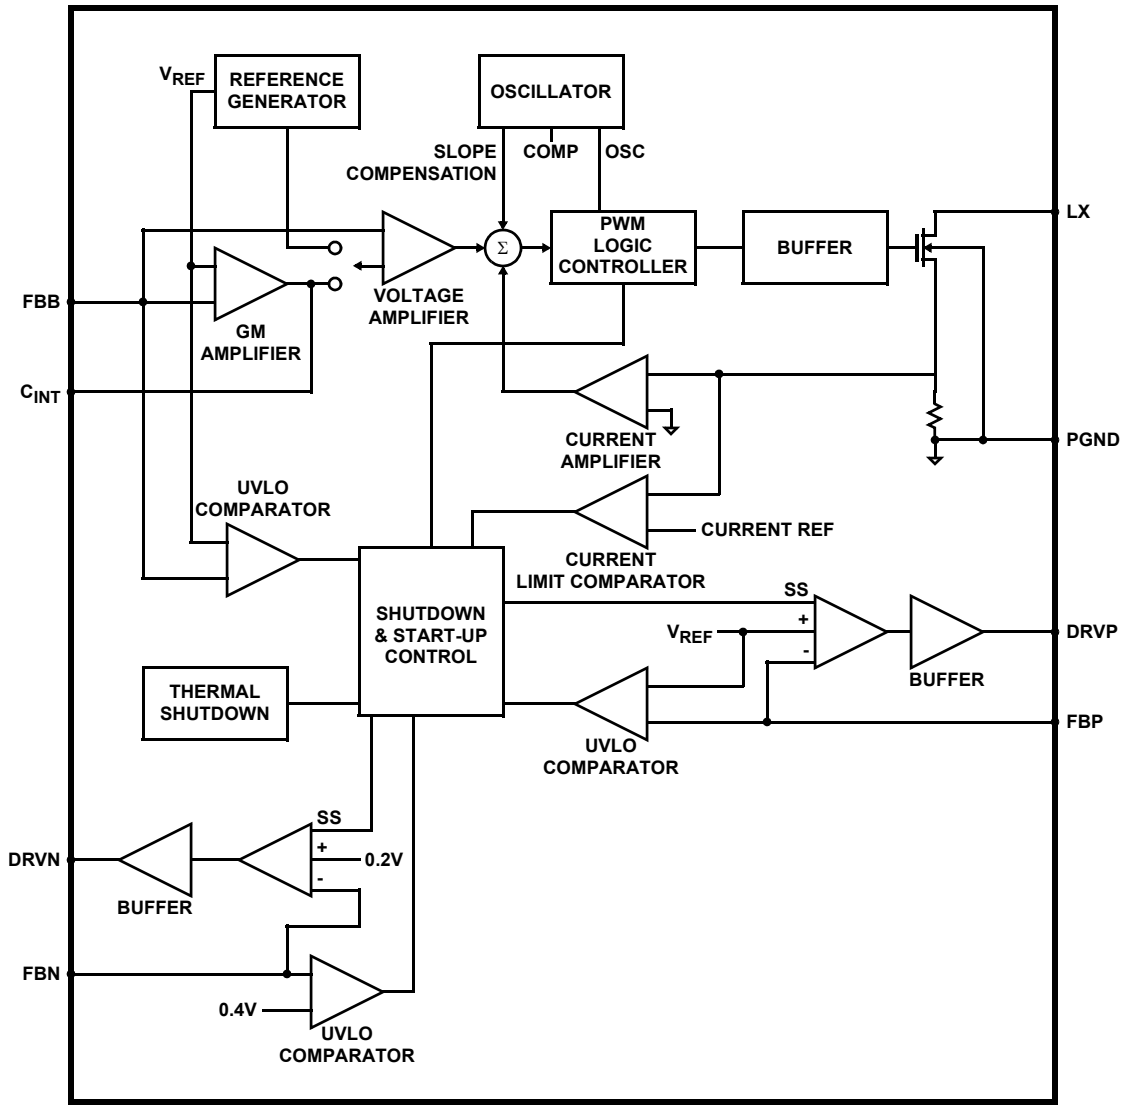 VREF
REFERENCE
GENERATOR
OSCILLATOR
SLOPE
COMPENSATION
COMP
OSC
LX
PWM
LOGIC
CONTROLLER
BUFFER
Σ
FBB
VOLTAGE
AMPLIFIER
GM
AMPLIFIER
CINT
CURRENT
AMPLIFIER
PGND
UVLO
COMPARATOR
CURRENT REF
CURRENT
LIMIT COMPARATOR
SS
SHUTDOWN
& START-UP
CONTROL
VREF
+
-
DRVP
BUFFER
THERMAL
SHUTDOWN
FBP
UVLO
COMPARATOR
SS
DRVN
+
0.2V
-
BUFFER
FBN
0.4V
UVLO
COMPARATOR